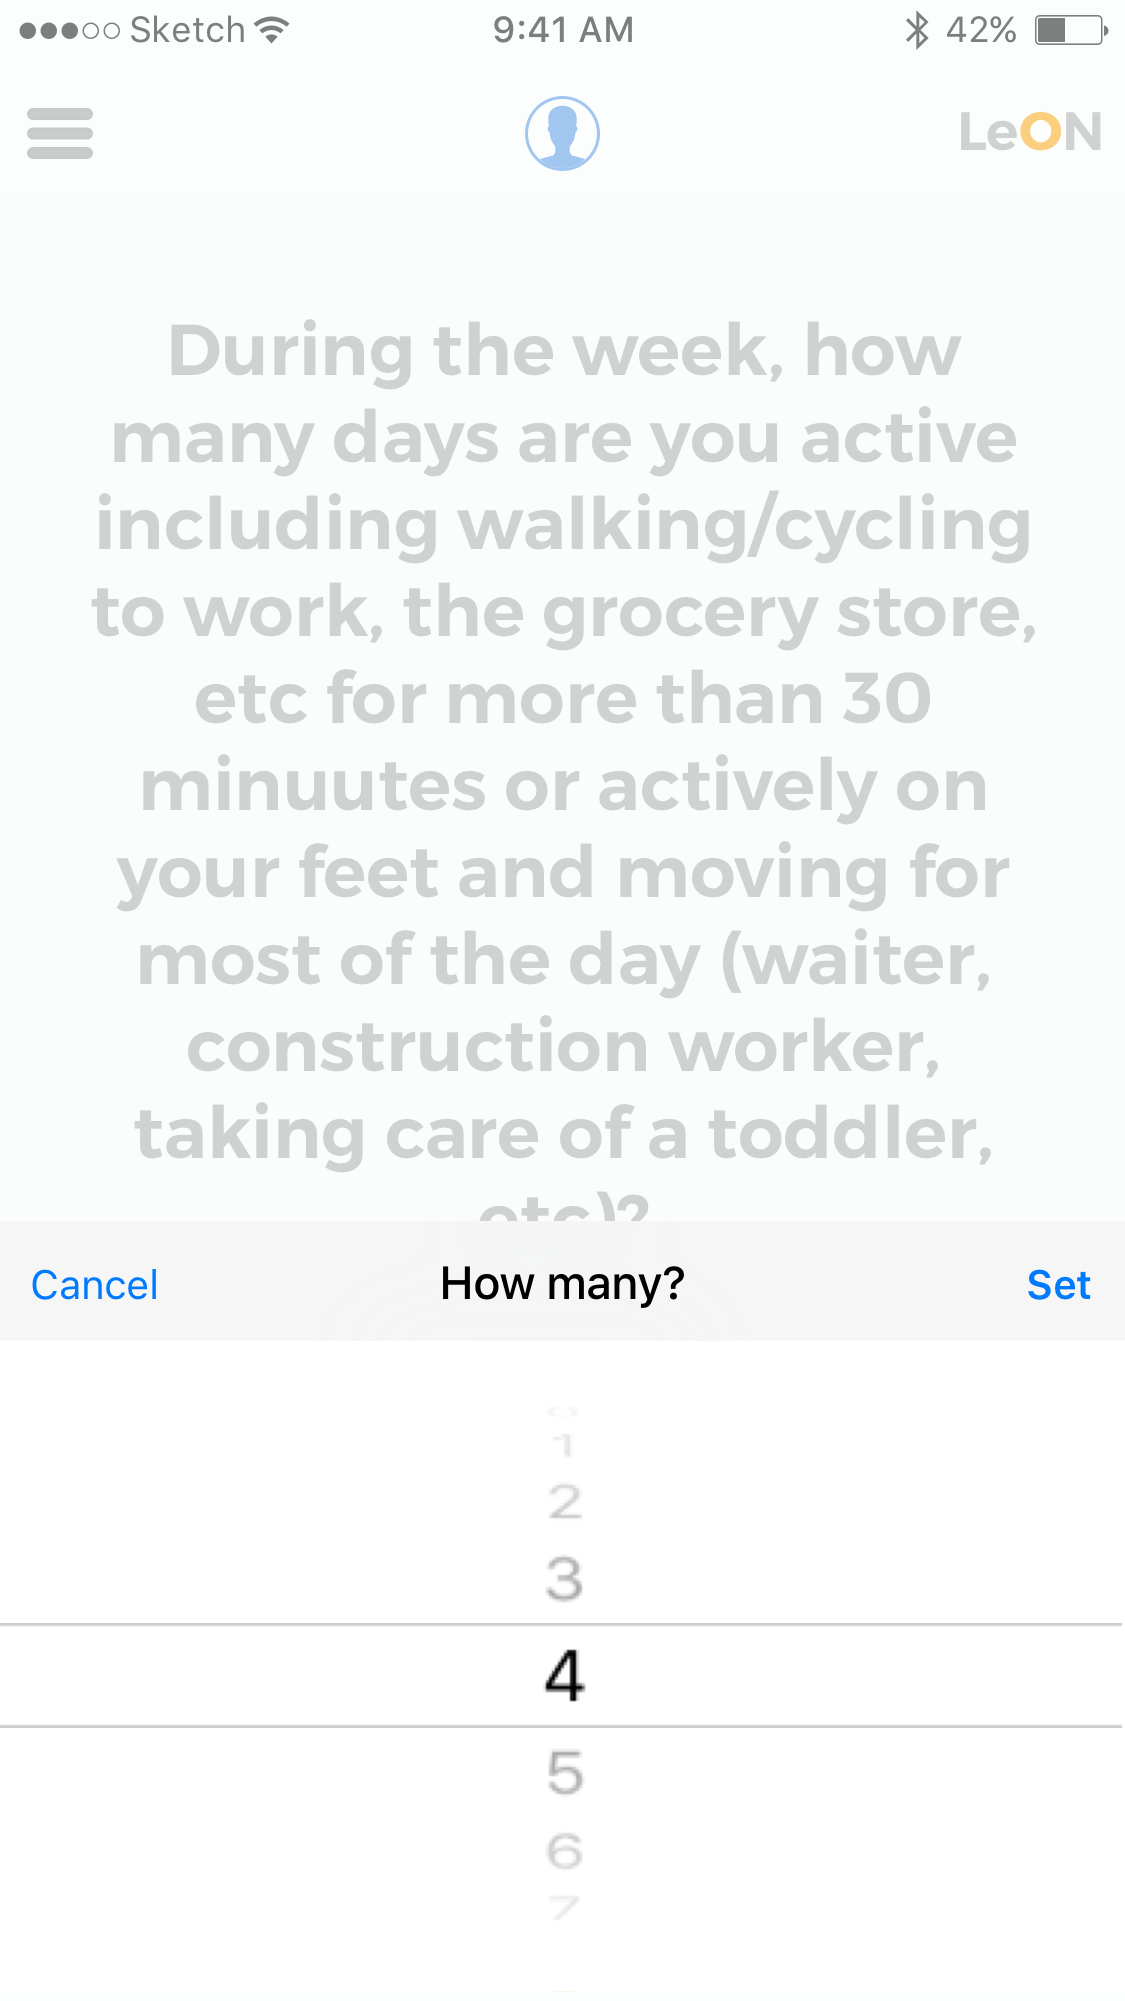 Sketch 9:41 AM 42%
LeON
During the week, how
many days are you active
including walking/cycling
to work, the grocery store,
etc for more than 30
minuutes or actively on
your feet and moving for
most of the day (waiter,
construction worker,
taking care of a toddler,
etc)?
Cancel How many? Set
1
2
3
4
5
6
7